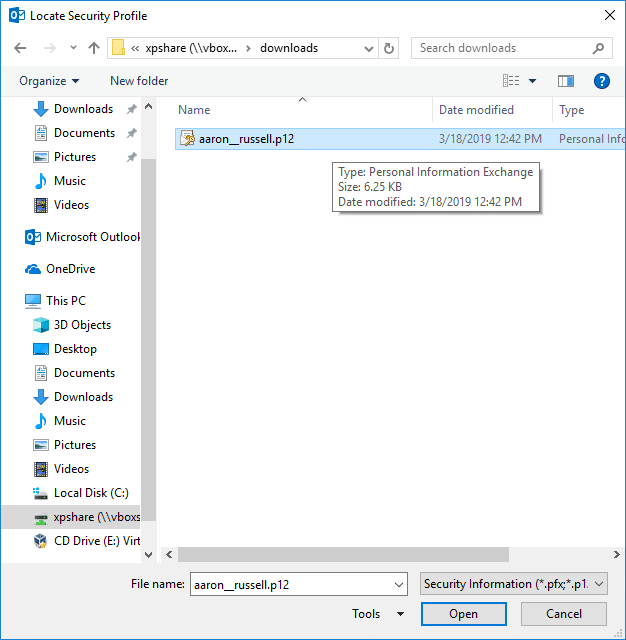 Locate Security Profile
« xpshare (\\vbox... > downloads
Search downloads
Organize
New folder
Name
Date modified
Type
aaron__russell.p12
3/18/2019 12:42 PM
Personal Info
Type: Personal Information Exchange
Size: 6.25 KB
Date modified: 3/18/2019 12:42 PM
Downloads
Documents
Pictures
Music
Videos
Microsoft Outlook
OneDrive
This PC
3D Objects
Desktop
Documents
Downloads
Music
Pictures
Videos
Local Disk (C:)
xpshare (\\vboxs
CD Drive (E:) Virt
File name:
aaron__russell.p12
Security Information (*.pfx;*.p1
Tools
Open
Cancel